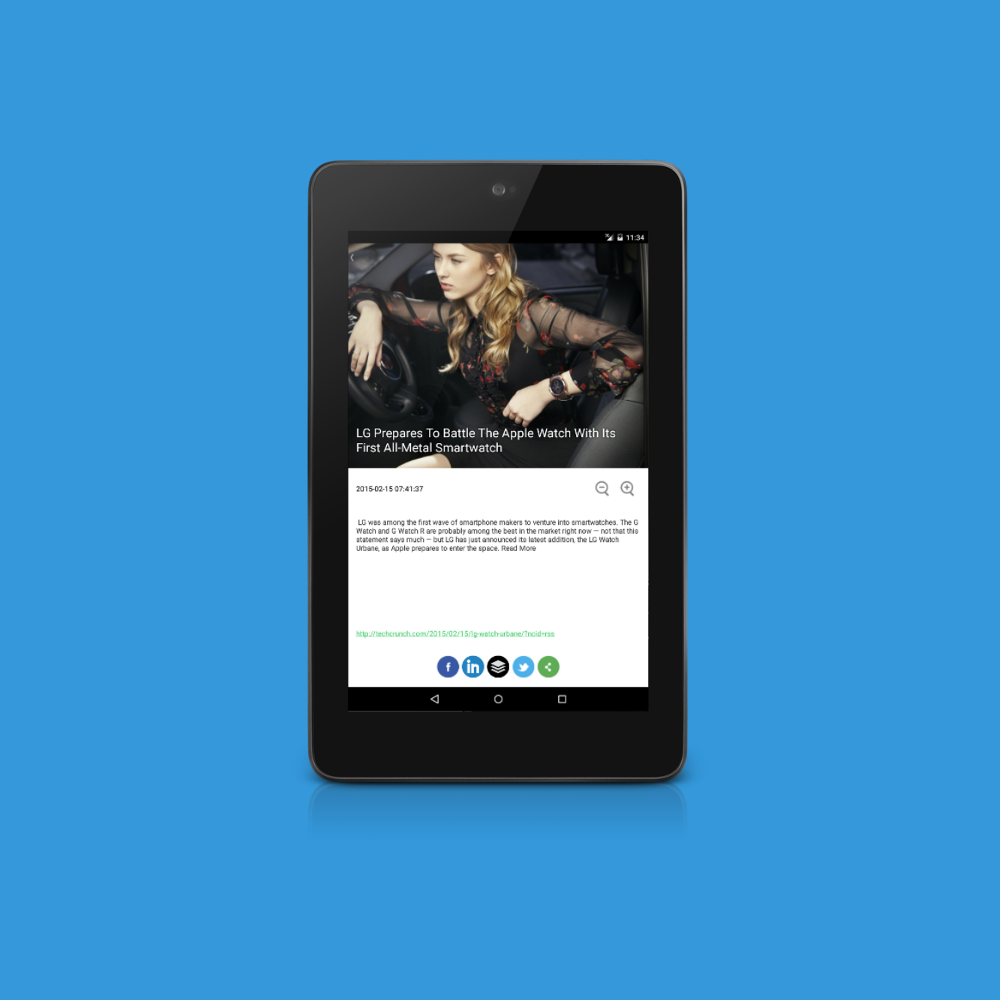 11:34
LG Prepares To Battle The Apple Watch With Its
First All-Metal Smartwatch
2015-02-15 07:41:37
LG was among the first wave of smartphone makers to venture into smartwatches. The G
Watch and G Watch R are probably among the best in the market right now — not that this
statement says much — but LG has just announced its latest addition, the LG Watch
Urbane, as Apple prepares to enter the space. Read More
http://techcrunch.com/2015/02/15/lg-watch-urbane/?ncid=rss
f
in